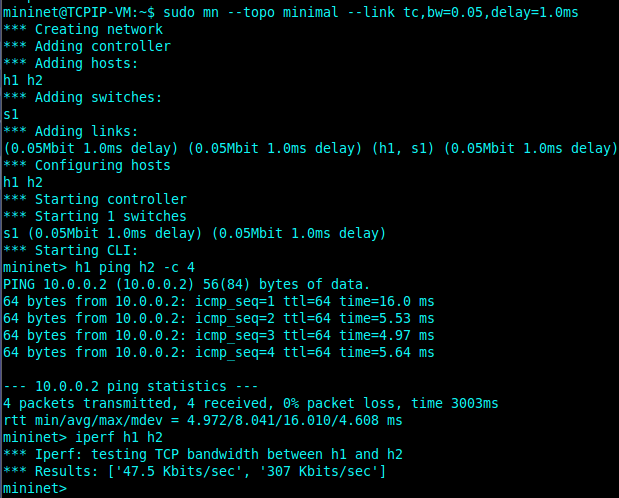 mininet@TCPIP-VM:~$ sudo mn --topo minimal --link tc,bw=0.05,delay=1.0ms
*** Creating network
*** Adding controller
*** Adding hosts:
h1 h2
*** Adding switches:
s1
*** Adding links:
(0.05Mbit 1.0ms delay) (0.05Mbit 1.0ms delay) (h1, s1) (0.05Mbit 1.0ms delay)
*** Configuring hosts
h1 h2
*** Starting controller
*** Starting 1 switches
s1 (0.05Mbit 1.0ms delay) (0.05Mbit 1.0ms delay)
*** Starting CLI:
mininet> h1 ping h2 -c 4
PING 10.0.0.2 (10.0.0.2) 56(84) bytes of data.
64 bytes from 10.0.0.2: icmp_seq=1 ttl=64 time=16.0 ms
64 bytes from 10.0.0.2: icmp_seq=2 ttl=64 time=5.53 ms
64 bytes from 10.0.0.2: icmp_seq=3 ttl=64 time=4.97 ms
64 bytes from 10.0.0.2: icmp_seq=4 ttl=64 time=5.64 ms

--- 10.0.0.2 ping statistics ---
4 packets transmitted, 4 received, 0% packet loss, time 3003ms
rtt min/avg/max/mdev = 4.972/8.041/16.010/4.608 ms
mininet> iperf h1 h2
*** Iperf: testing TCP bandwidth between h1 and h2
*** Results: ['47.5 Kbits/sec', '307 Kbits/sec']
mininet>